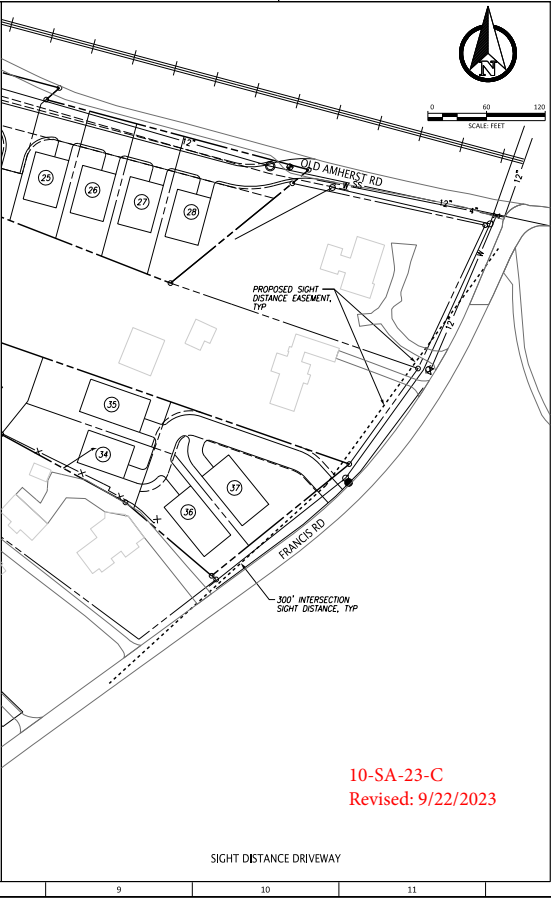 N
0 60 120
SCALE: FEET
12"
OLD AMHERST RD
12"
W SS
12"
4"
25
26
27
28
W
12"
PROPOSED SIGHT
DISTANCE EASEMENT,
TYP
35
34
37
36
X
X
X
X
FRANCIS RD
300' INTERSECTION
SIGHT DISTANCE, TYP
10-SA-23-C
Revised: 9/22/2023
SIGHT DISTANCE DRIVEWAY
9 10 11